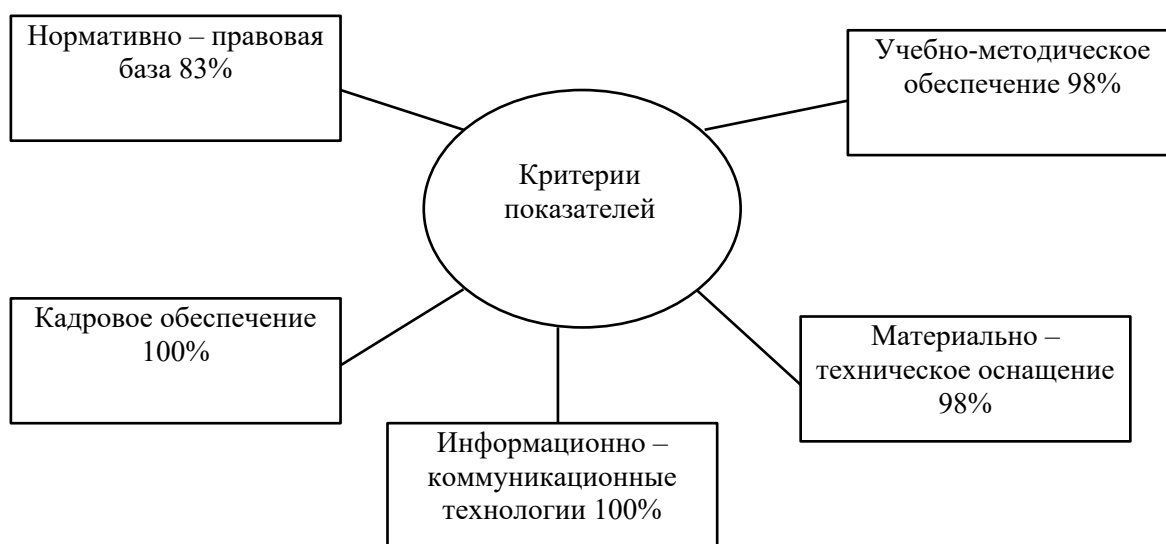 Нормативно – правовая
база 83%
Учебно-методическое
обеспечение 98%
Критерии
показателей
Кадровое обеспечение
100%
Материально –
техническое оснащение
98%
Информационно –
коммуникационные
технологии 100%